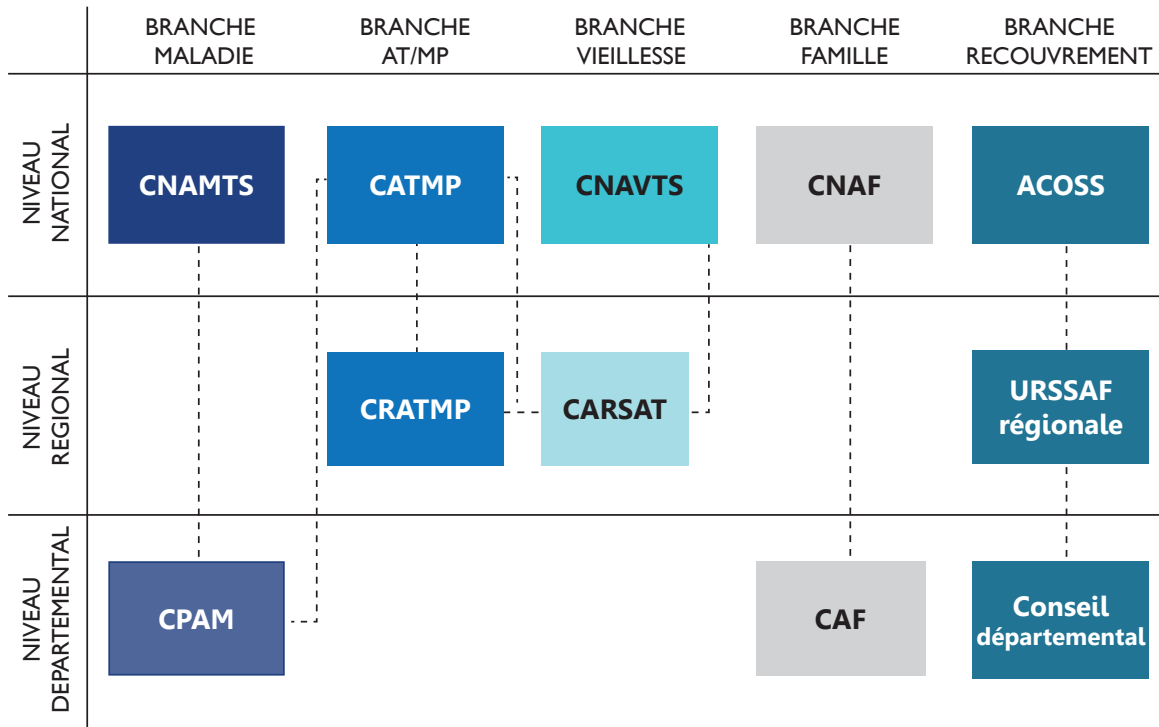 BRANCHE
MALADIE
BRANCHE
AT/MP
BRANCHE
VIEILLESSE
BRANCHE
FAMILLE
BRANCHE
RECOUVREMENT
NIVEAU
NATIONAL
CNAMTS
CATMP
CNAVTS
CNAF
ACOSS
NIVEAU
REGIONAL
CRATMP
CARSAT
URSSAF
régionale
NIVEAU
DEPARTEMENTAL
CPAM
CAF
Conseil
départemental